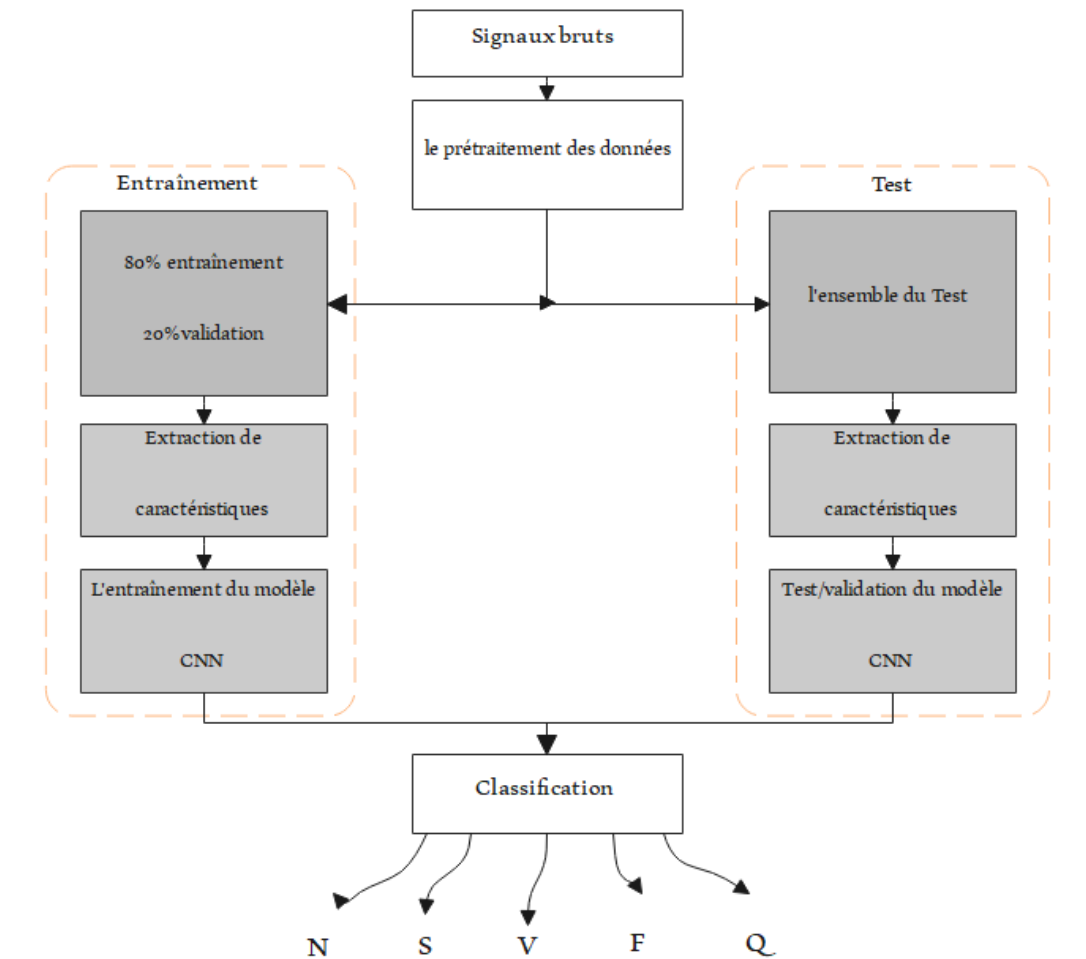 Signaux bruts
le prétraitement des données
Entraînement
80% entraînement
20%validation
Extraction de
caractéristiques
L'entraînement du modèle
CNN
Test
l'ensemble du Test
Extraction de
caractéristiques
Test/validation du modèle
CNN
Classification
N S V F Q